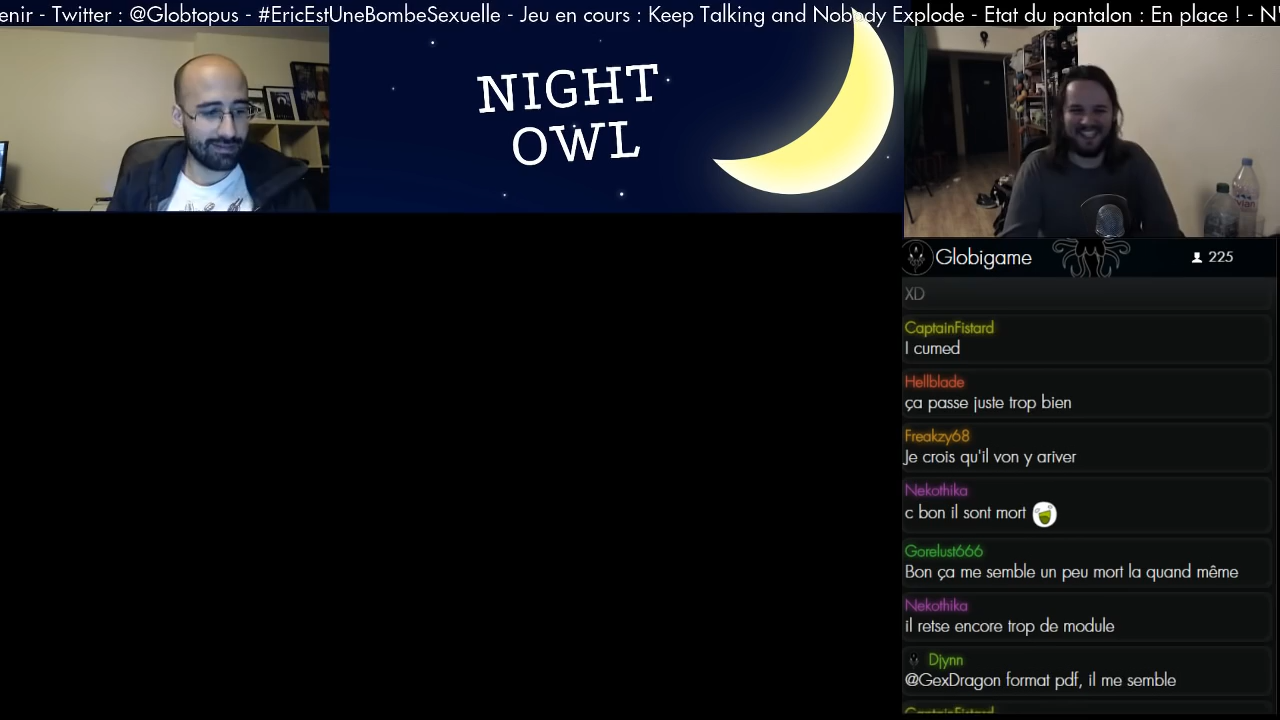 enir - Twitter : @Globtopus - #EricEstUneBombeSexuelle - Jeu en cours : Keep Talking and Nobody Explode - Etat du pantalon : En place ! - N'
NIGHT
OWL
Globigame
225
XD
CaptainFistard
I cumed
Hellblade
ça passe juste trop bien
Freakzy68
Je crois qu'il von y ariver
Nekothika
c bon il sont mort
Gorelust666
Bon ça me semble un peu mort la quand même
Nekothika
il retse encore trop de module
Djynn
@GexDragon format pdf, il me semble
CaptainFistard